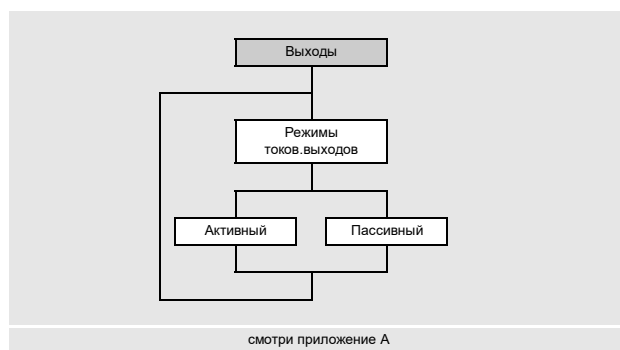 Выходы
Режимы
токов.выходов
Активный
Пассивный
смотри приложение А